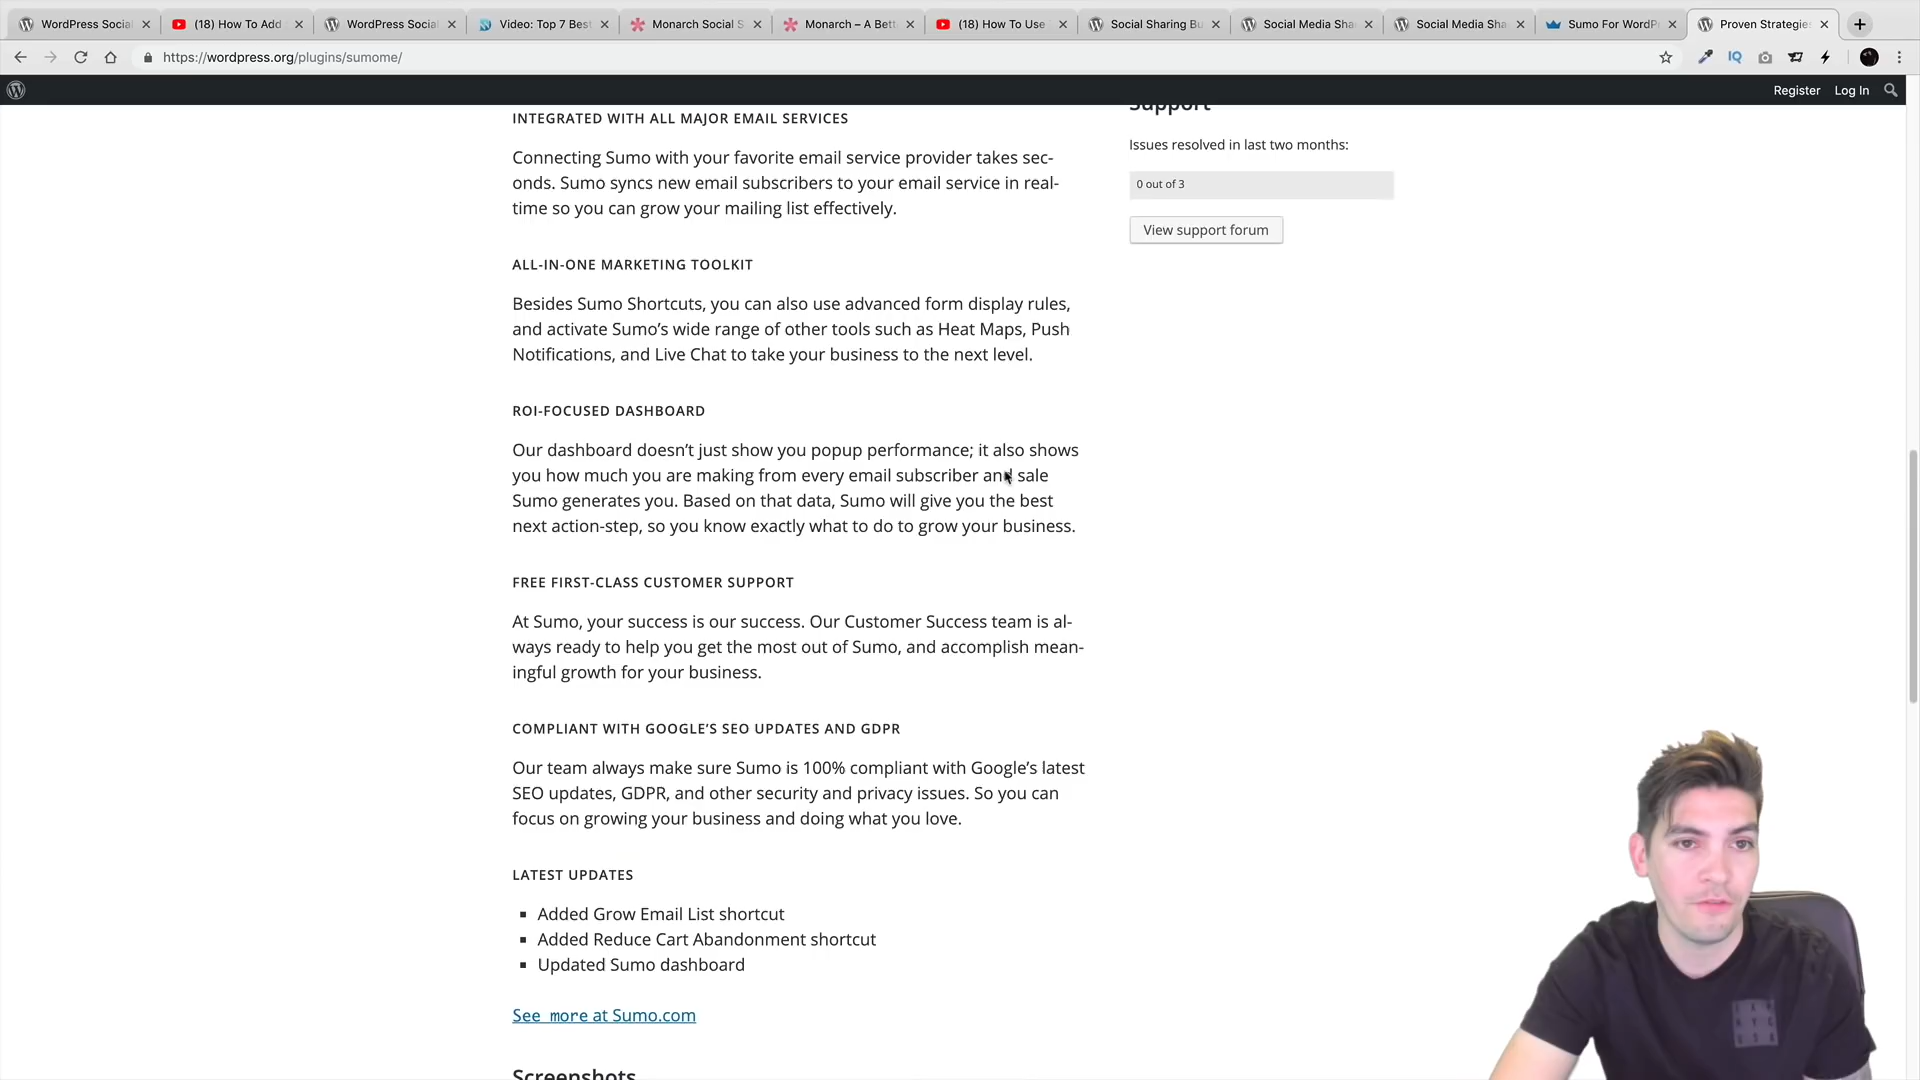 WordPress Social
(18) How To Add
WordPress Social
Video: Top 7 Best
Monarch Social S
Monarch – A Bett
(18) How To Use
Social Sharing Bu
Social Media Sha
Social Media Sha
Sumo For WordPr
Proven Strategies
https://wordpress.org/plugins/sumome/
Register Log In
INTEGRATED WITH ALL MAJOR EMAIL SERVICES
Connecting Sumo with your favorite email service provider takes sec-
onds. Sumo syncs new email subscribers to your email service in real-
time so you can grow your mailing list effectively.
ALL-IN-ONE MARKETING TOOLKIT
Besides Sumo Shortcuts, you can also use advanced form display rules,
and activate Sumo’s wide range of other tools such as Heat Maps, Push
Notifications, and Live Chat to take your business to the next level.
ROI-FOCUSED DASHBOARD
Our dashboard doesn’t just show you popup performance; it also shows
you how much you are making from every email subscriber and sale
Sumo generates you. Based on that data, Sumo will give you the best
next action-step, so you know exactly what to do to grow your business.
FREE FIRST-CLASS CUSTOMER SUPPORT
At Sumo, your success is our success. Our Customer Success team is al-
ways ready to help you get the most out of Sumo, and accomplish mean-
ingful growth for your business.
COMPLIANT WITH GOOGLE’S SEO UPDATES AND GDPR
Our team always make sure Sumo is 100% compliant with Google’s latest
SEO updates, GDPR, and other security and privacy issues. So you can
focus on growing your business and doing what you love.
LATEST UPDATES
Added Grow Email List shortcut
Added Reduce Cart Abandonment shortcut
Updated Sumo dashboard
See more at Sumo.com
Screenshots
Support
Issues resolved in last two months:
0 out of 3
View support forum